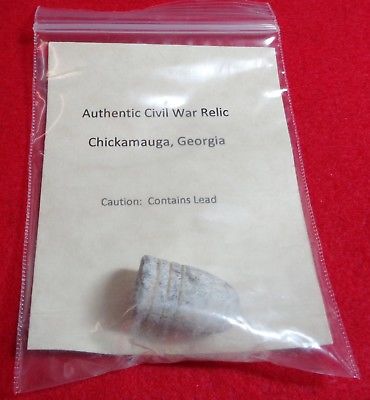 Authentic Civil War Relic
Chickamauga, Georgia
Caution: Contains Lead